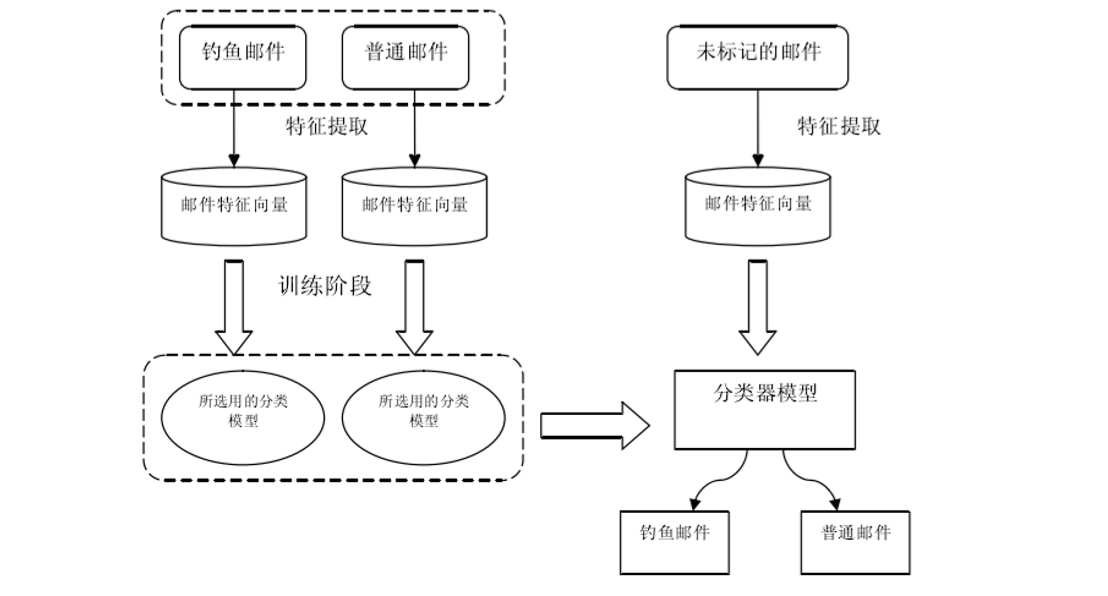 钓鱼邮件
普通邮件
未标记的邮件
特征提取
特征提取
邮件特征向量
邮件特征向量
邮件特征向量
训练阶段
所选用的分类
模型
所选用的分类
模型
分类器模型
钓鱼邮件
普通邮件